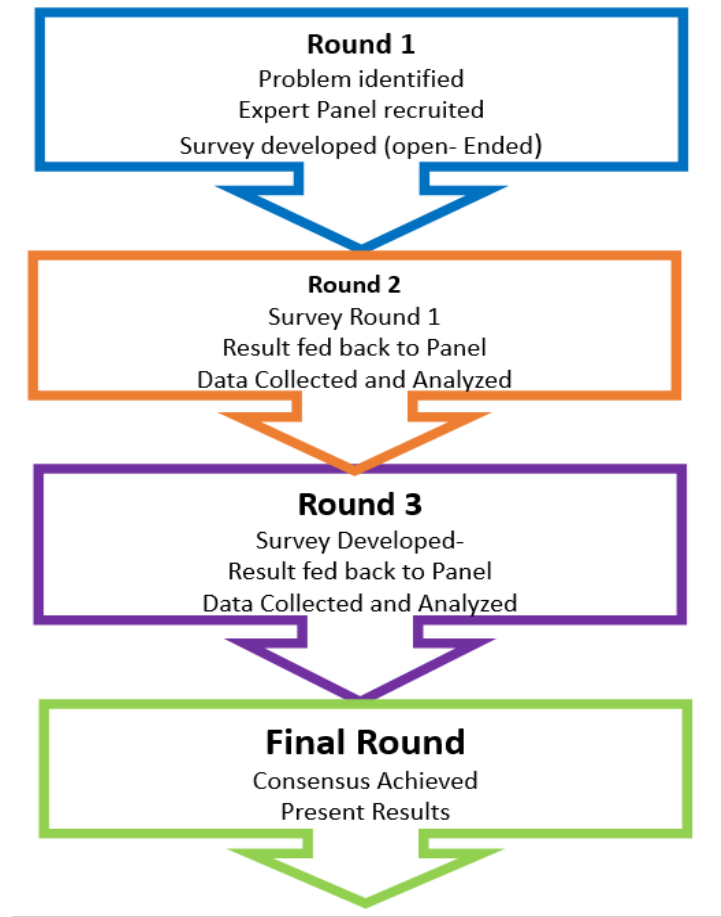 Round 1
Problem identified
Expert Panel recruited
Survey developed (open- Ended)
Round 2
Survey Round 1
Result fed back to Panel
Data Collected and Analyzed
Round 3
Survey Developed-
Result fed back to Panel
Data Collected and Analyzed
Final Round
Consensus Achieved
Present Results